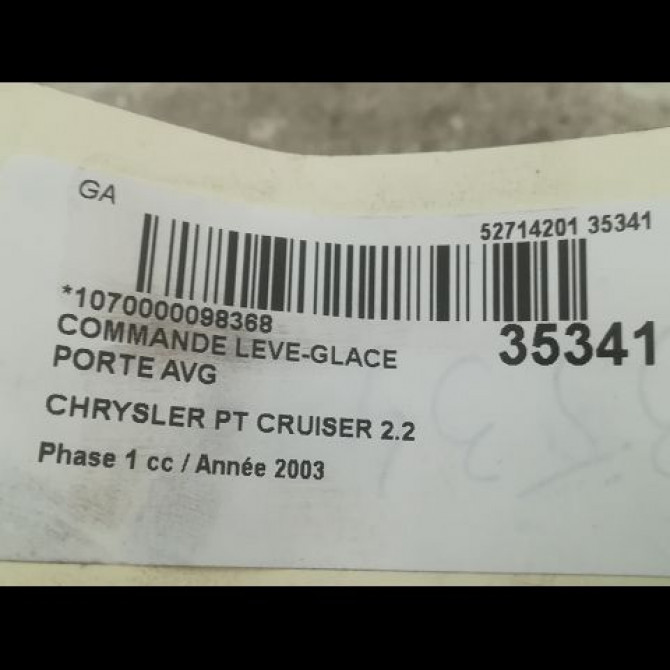 GA
52714201 35341
*1070000098368
35341
COMMANDE LEVE-GLACE
PORTE AVG
CHRYSLER PT CRUISER 2.2
Phase 1 cc / Année 2003